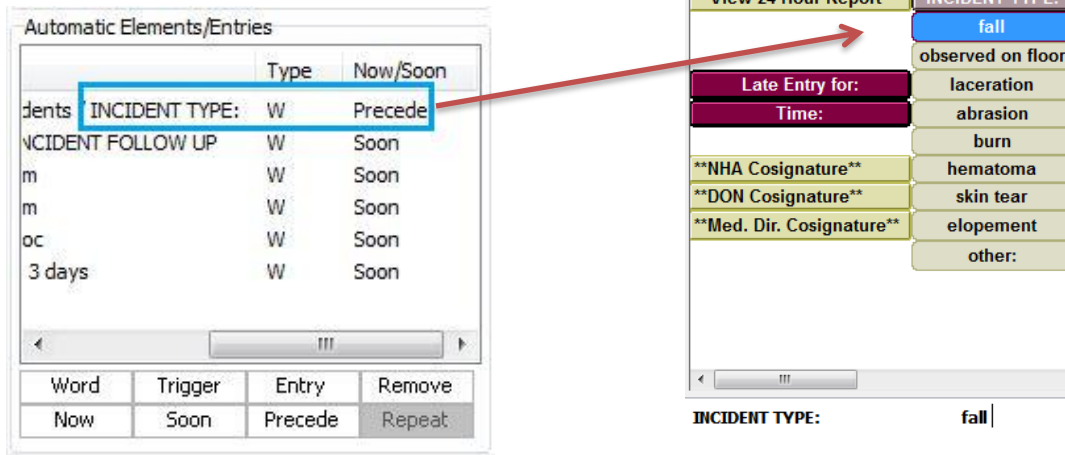 Automatic Elements/Entries
Type Now/Soon
dents / INCIDENT TYPE: W Precede
NCIDENT FOLLOW UP W Soon
m W Soon
m W Soon
oc W Soon
3 days W Soon
Word Trigger Entry Remove
Now Soon Precede Repeat
View 24 Hour Report INCIDENT TYPE:
fall
observed on floor
Late Entry for: laceration
Time: abrasion
burn
**NHA Cosignature** hematoma
**DON Cosignature** skin tear
**Med. Dir. Cosignature** elopement
other:
INCIDENT TYPE: fall